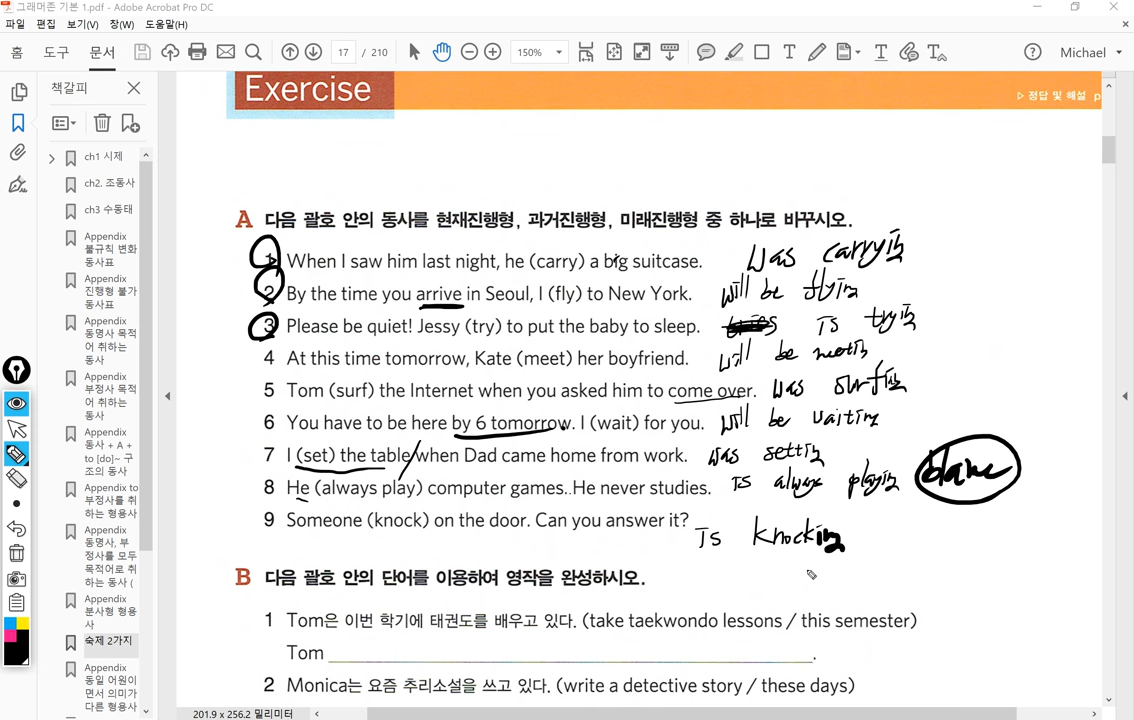 그래머존 기본 1.pdf - Adobe Acrobat Pro DC
파일 편집 보기(V) 창(W) 도움말(H)
홈 도구 문서 17 / 210 150% Michael
책갈피
ch1 시제
ch2. 조동사
ch3 수동태
Appendix
불규칙 변화
동사표
Appendix
진행형 불가
동사표
Appendix
동명사 목적
어 취하는
동사
Appendix
부정사 목적
어 취하는
동사
Appendix
동사 + A +
to [do]~ 구
조의 동사
Appendix to
부정사를 취
하는 형용사
Appendix
동명사, 부
정사를 모두
목적어로 취
하는 동사 (
Appendix
분사형 형용
사
숙제 2가지
Appendix
동일 어원이
면서 의미가
다른 형용사
Exercise
▷ 정답 및 해설 p
A 다음 괄호 안의 동사를 현재진행형, 과거진행형, 미래진행형 중 하나로 바꾸시오.
1 When I saw him last night, he (carry) a big suitcase. was carrying
2 By the time you arrive in Seoul, I (fly) to New York. will be flying
3 Please be quiet! Jessy (try) to put the baby to sleep. is trying
4 At this time tomorrow, Kate (meet) her boyfriend. will be meeting
5 Tom (surf) the Internet when you asked him to come over. was surfing
6 You have to be here by 6 tomorrow. I (wait) for you. will be waiting
7 I (set) the table when Dad came home from work. was setting
8 He (always play) computer games. He never studies. is always playing blame
9 Someone (knock) on the door. Can you answer it? is knocking
B 다음 괄호 안의 단어를 이용하여 영작을 완성하시오.
1 Tom은 이번 학기에 태권도를 배우고 있다. (take taekwondo lessons / this semester)
Tom .
2 Monica는 요즘 추리소설을 쓰고 있다. (write a detective story / these days)
201.9 x 256.2 밀리미터